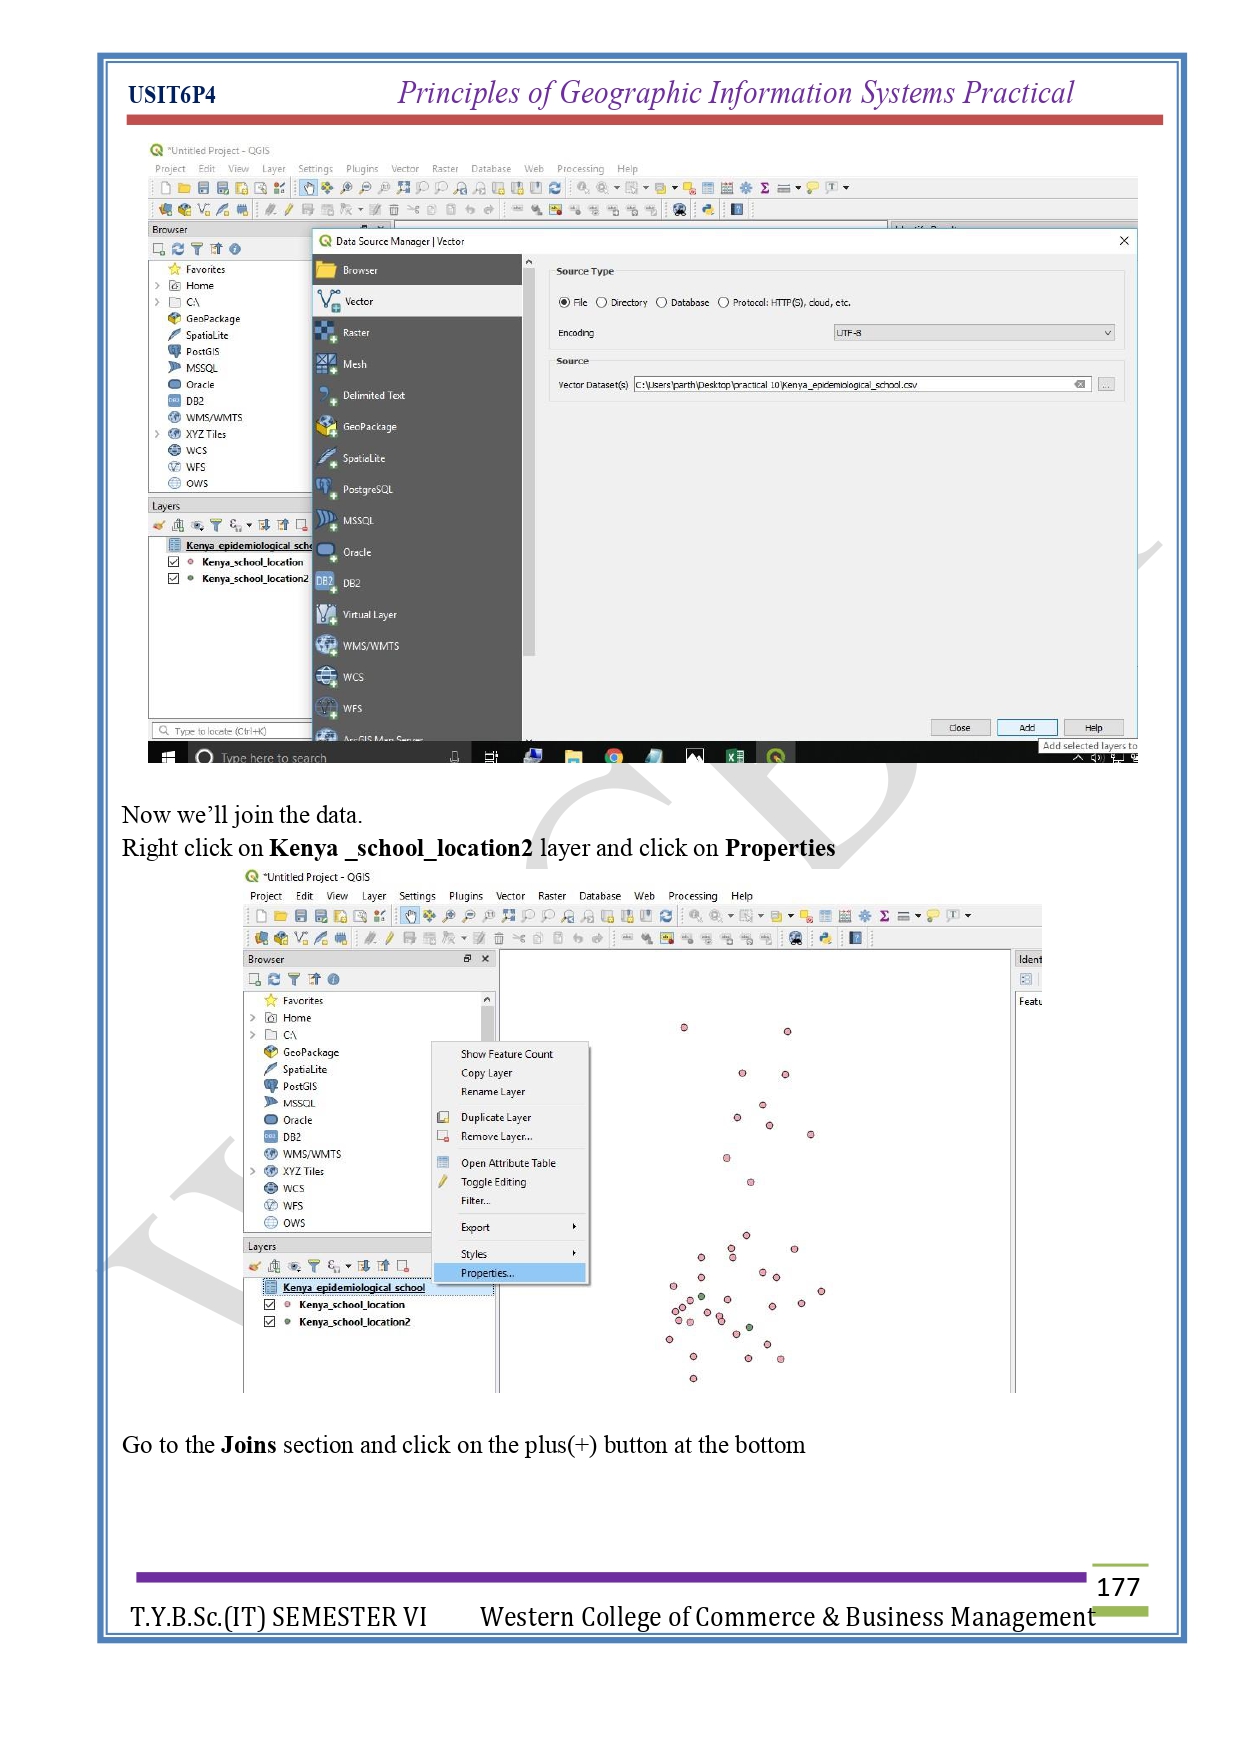 USIT6P4 Principles of Geographic Information Systems Practical
*Untitled Project - QGIS
Project Edit View Layer Settings Plugins Vector Raster Database Web Processing Help
Browser
Data Source Manager | Vector
Favorites
Home
C:\
GeoPackage
SpatiaLite
PostGIS
MSSQL
Oracle
DB2
WMS/WMTS
XYZ Tiles
WCS
WFS
OWS
Layers
Kenya_epidemiological_scho
Kenya_school_location
Kenya_school_location2
Type to locate (Ctrl+K)
Browser
Vector
Raster
Mesh
Delimited Text
GeoPackage
SpatiaLite
PostgreSQL
MSSQL
Oracle
DB2
Virtual Layer
WMS/WMTS
WCS
WFS
ArcGIS Map Server
Source Type
File Directory Database Protocol: HTTP(S), cloud, etc.
Encoding UTF-8
Source
Vector Dataset(s) C:\Users\parth\Desktop\practical 10\Kenya_epidemiological_school.csv
Close Add Help
Add selected layers to
Type here to search
Now we’ll join the data.
Right click on Kenya _school_location2 layer and click on Properties
*Untitled Project - QGIS
Project Edit View Layer Settings Plugins Vector Raster Database Web Processing Help
Browser
Favorites
Home
C:\
GeoPackage
SpatiaLite
PostGIS
MSSQL
Oracle
DB2
WMS/WMTS
XYZ Tiles
WCS
WFS
OWS
Layers
Kenya_epidemiological_school
Kenya_school_location
Kenya_school_location2
Show Feature Count
Copy Layer
Rename Layer
Duplicate Layer
Remove Layer...
Open Attribute Table
Toggle Editing
Filter...
Export
Styles
Properties...
Ident
Featu
Go to the Joins section and click on the plus(+) button at the bottom
177
T.Y.B.Sc.(IT) SEMESTER VI Western College of Commerce & Business Management